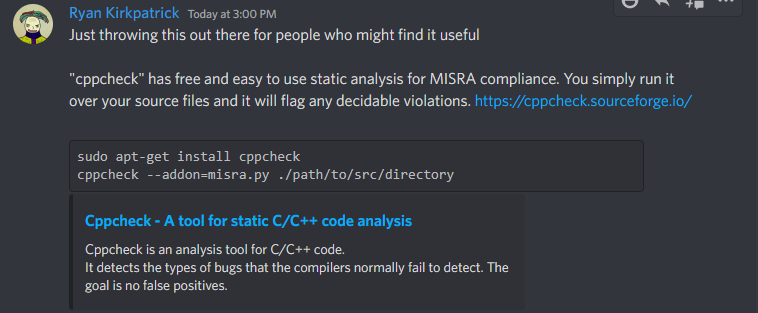 Ryan Kirkpatrick Today at 3:00 PM
Just throwing this out there for people who might find it useful
"cppcheck" has free and easy to use static analysis for MISRA compliance. You simply run it
over your source files and it will flag any decidable violations. https://cppcheck.sourceforge.io/
sudo apt-get install cppcheck
cppcheck --addon=misra.py ./path/to/src/directory
Cppcheck - A tool for static C/C++ code analysis
Cppcheck is an analysis tool for C/C++ code.
It detects the types of bugs that the compilers normally fail to detect. The
goal is no false positives.